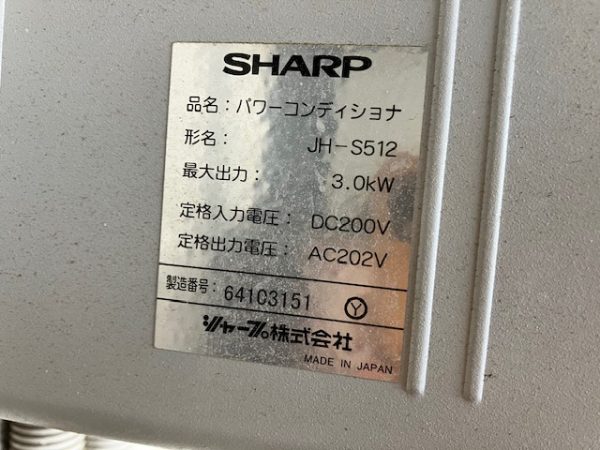 SHARP
品名：パワーコンディショナ
形名： JH-S512
最大出力： 3.0kW
定格入力電圧： DC200V
定格出力電圧： AC202V
製造番号： 64103151 Ⓨ
シャープ株式会社
MADE IN JAPAN